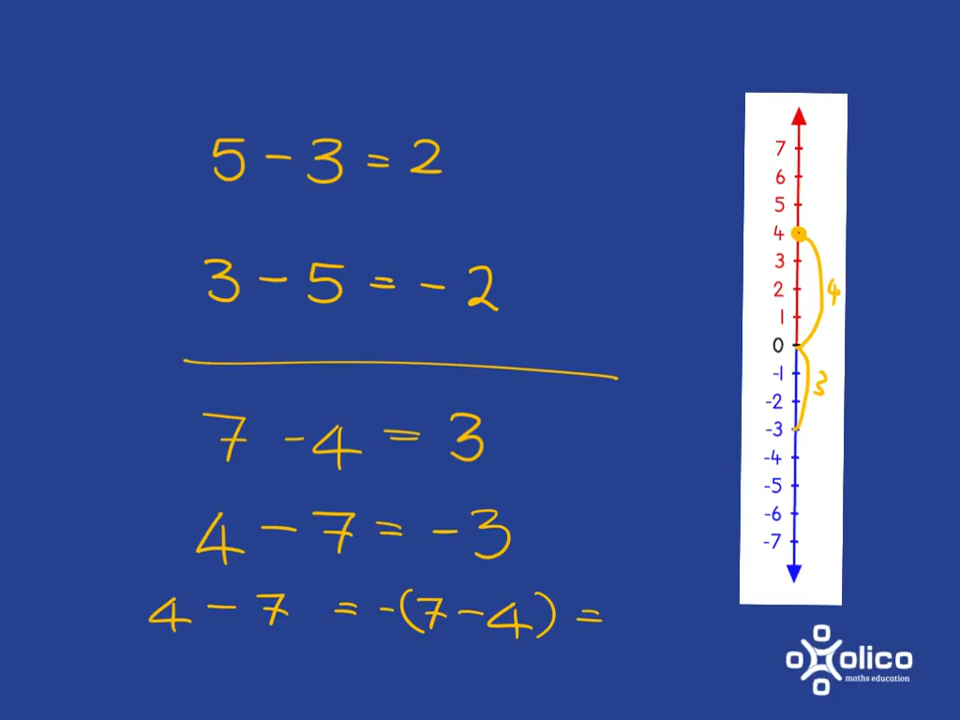 5 - 3 = 2
3 - 5 = - 2
7 - 4 = 3
4 - 7 = - 3
4 - 7 = -(7 - 4) =
7
6
5
4
3
2
1
0
-1
-2
-3
-4
-5
-6
-7
4
3
olico
maths education